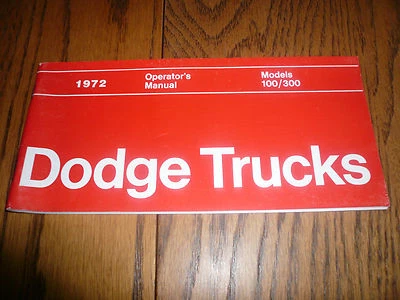 1972 Operator's Models
Manual 100/300
Dodge Trucks